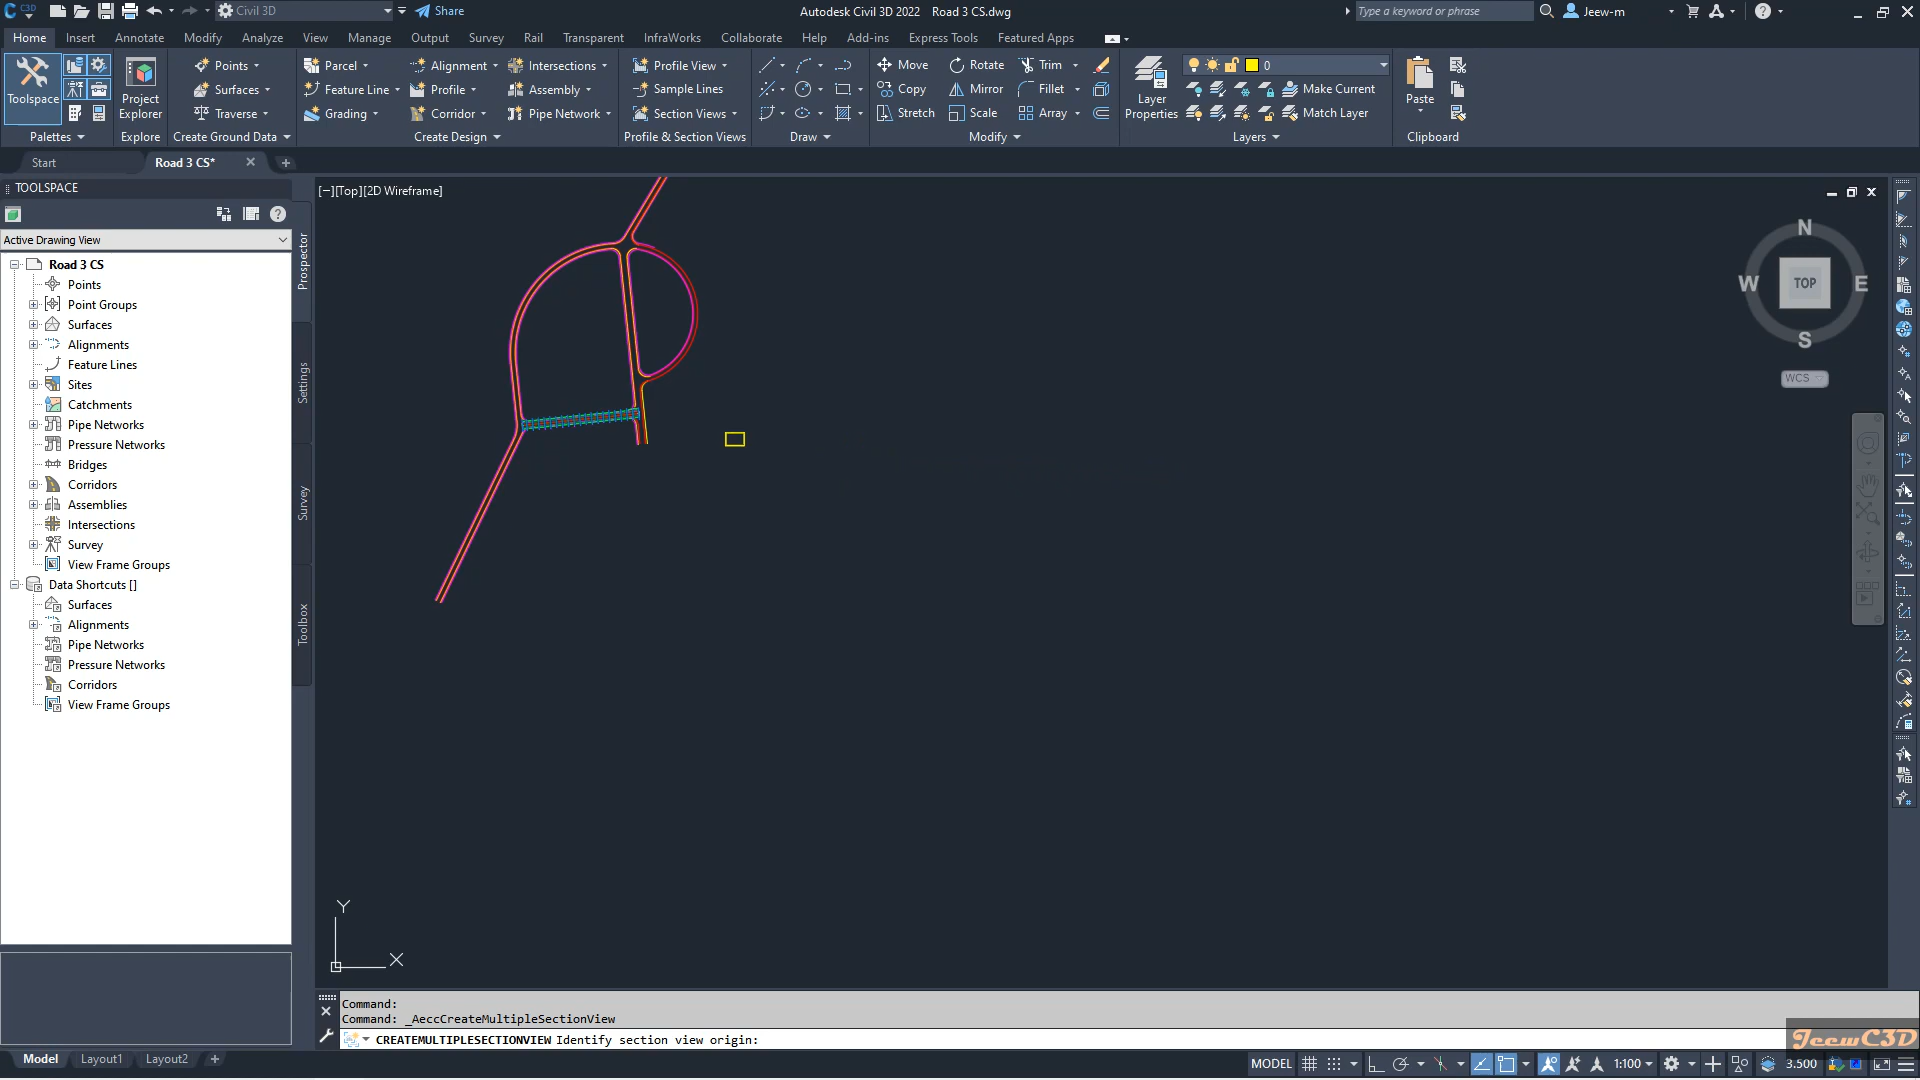 C3D
Civil 3D
Share
Autodesk Civil 3D 2022 Road 3 CS.dwg
Type a keyword or phrase
Jeew-m
Home Insert Annotate Modify Analyze View Manage Output Survey Rail Transparent InfraWorks Collaborate Help Add-ins Express Tools Featured Apps
Toolspace
Project Explorer
Points
Surfaces
Traverse
Parcel
Feature Line
Grading
Alignment
Profile
Corridor
Intersections
Assembly
Pipe Network
Profile View
Sample Lines
Section Views
Move
Copy
Stretch
Rotate
Mirror
Scale
Trim
Fillet
Array
Layer Properties
0
Make Current
Match Layer
Paste
Palettes Explore Create Ground Data Create Design Profile & Section Views Draw Modify Layers Clipboard
Start
Road 3 CS*
TOOLSPACE
Active Drawing View
Road 3 CS
Points
Point Groups
Surfaces
Alignments
Feature Lines
Sites
Catchments
Pipe Networks
Pressure Networks
Bridges
Corridors
Assemblies
Intersections
Survey
View Frame Groups
Data Shortcuts []
Surfaces
Alignments
Pipe Networks
Pressure Networks
Corridors
View Frame Groups
Prospector
Settings
Survey
Toolbox
[−][Top][2D Wireframe]
N
W TOP E
S
WCS
Y
X
Command:
Command: _AeccCreateMultipleSectionView
CREATEMULTIPLESECTIONVIEW Identify section view origin:
JeewC3D
Model Layout1 Layout2
MODEL
1:100
3.500